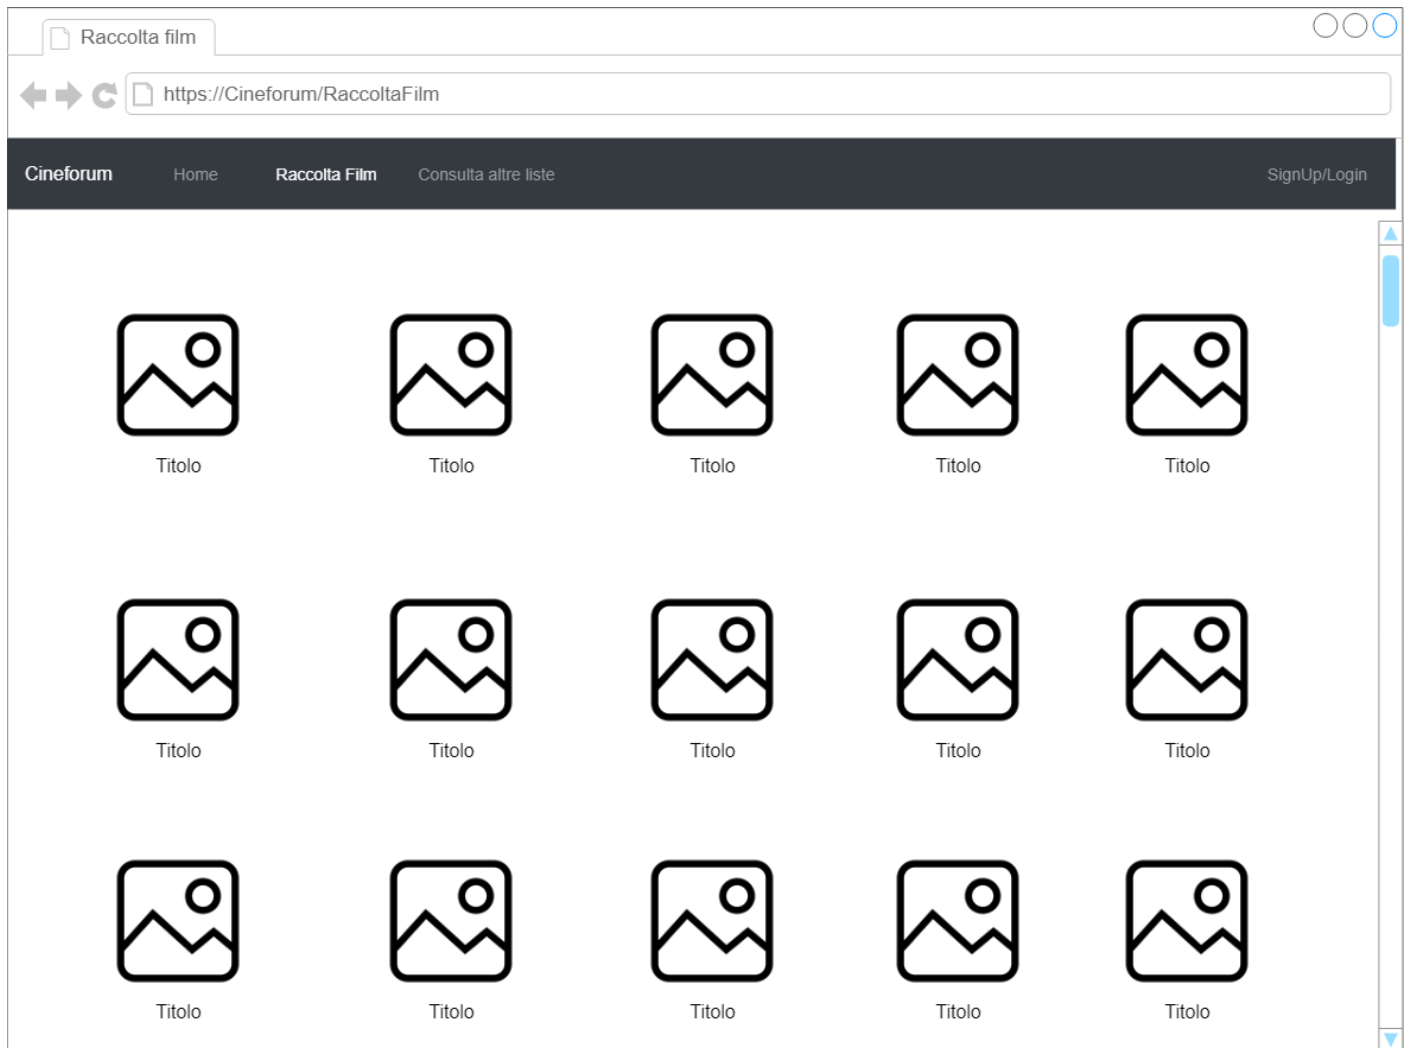 Raccolta film
https://Cineforum/RaccoltaFilm
Cineforum Home Raccolta Film Consulta altre liste SignUp/Login
Titolo Titolo Titolo Titolo Titolo
Titolo Titolo Titolo Titolo Titolo
Titolo Titolo Titolo Titolo Titolo